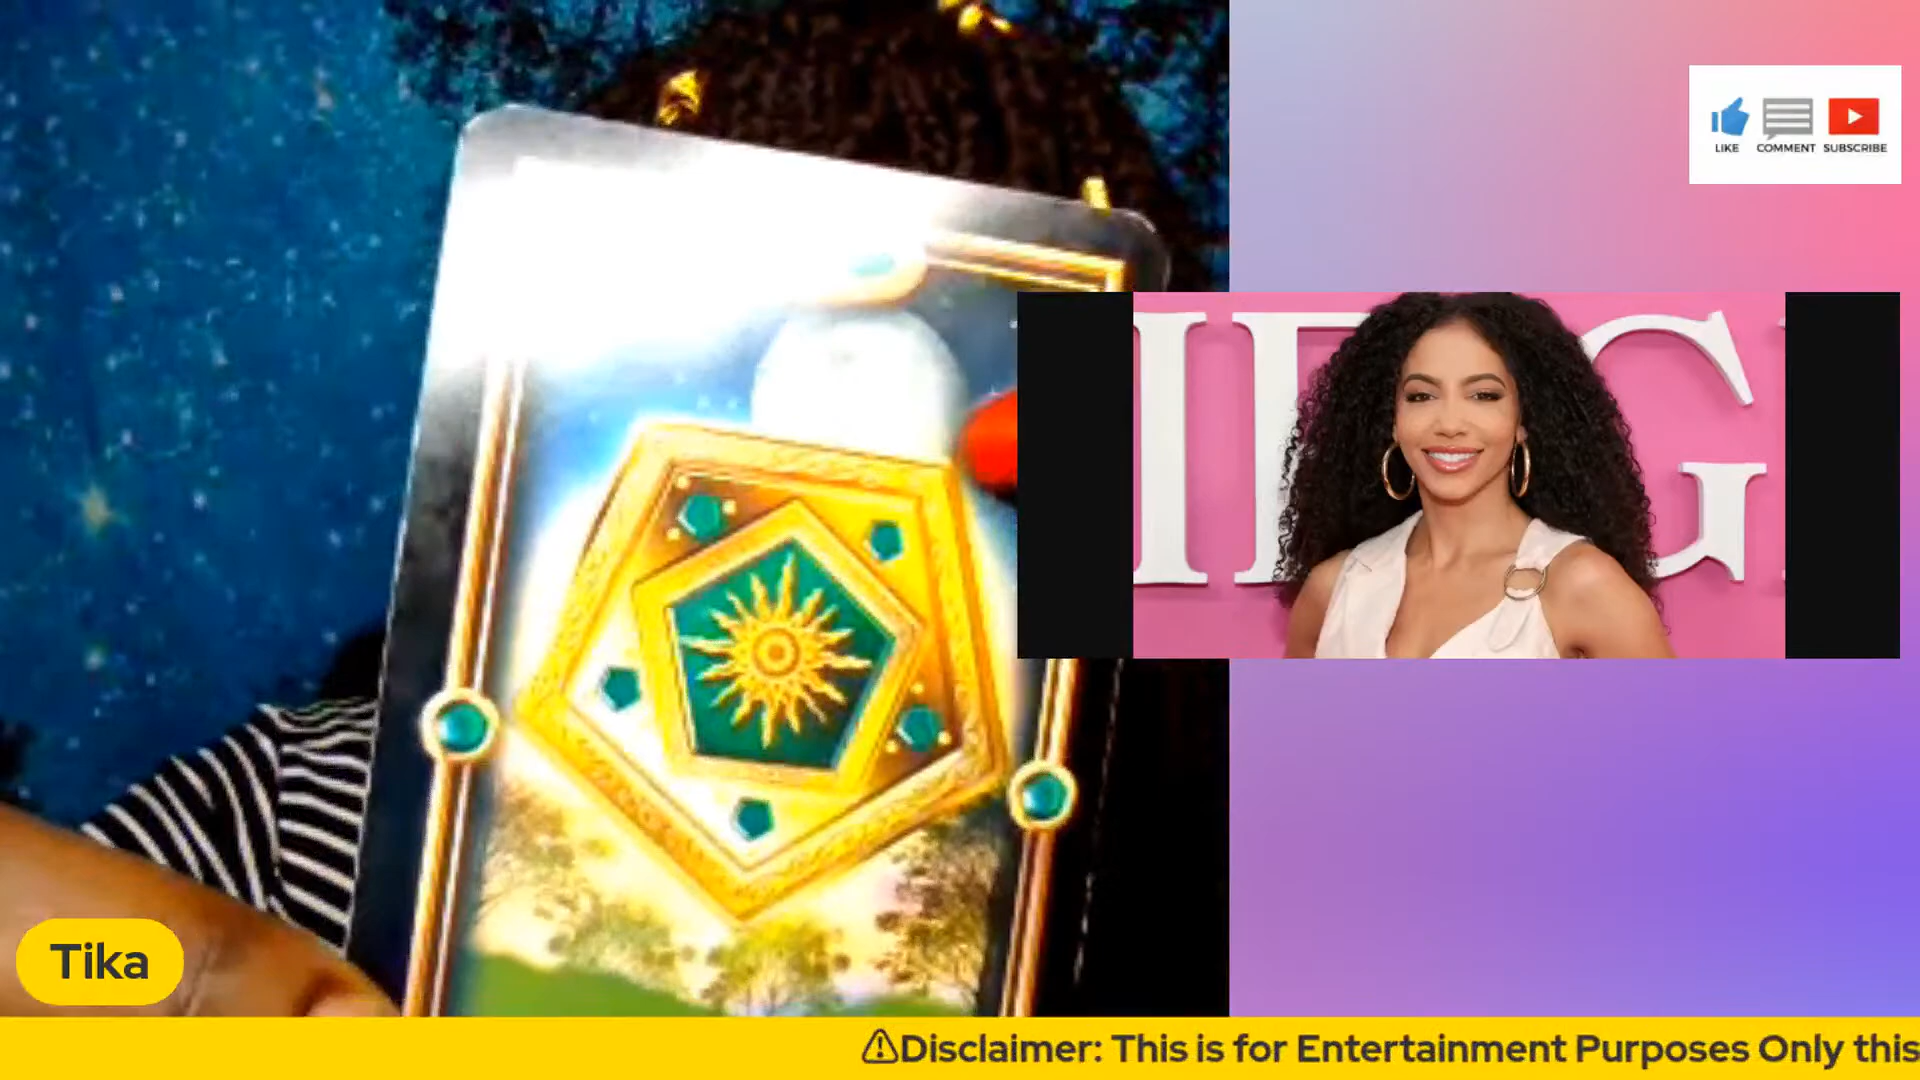 LIKE COMMENT SUBSCRIBE
G
Tika
⚠Disclaimer: This is for Entertainment Purposes Only this